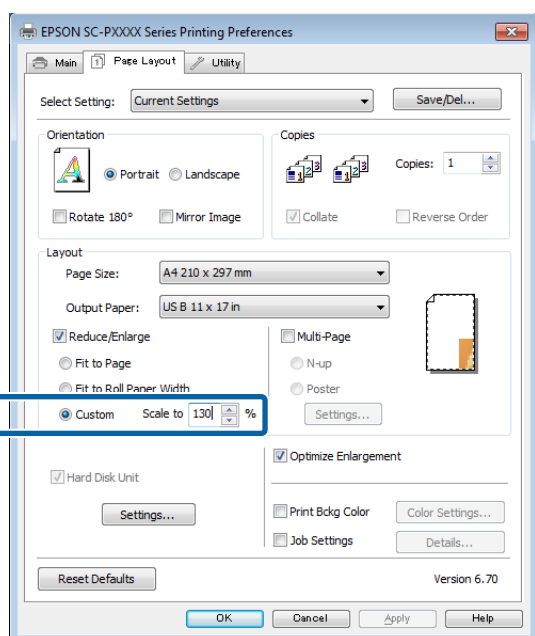 EPSON SC-PXXXX Series Printing Preferences
Main Page Layout Utility
Select Setting: Current Settings Save/Del...
Orientation
Portrait Landscape
Rotate 180° Mirror Image
Copies
Copies: 1
Collate Reverse Order
Layout
Page Size: A4 210 x 297 mm
Output Paper: US B 11 x 17 in
Reduce/Enlarge
Fit to Page
Fit to Roll Paper Width
Custom Scale to 130 %
Multi-Page
N-up
Poster
Settings...
Optimize Enlargement
Hard Disk Unit
Settings...
Print Bckg Color Color Settings...
Job Settings Details...
Reset Defaults Version 6.70
OK Cancel Apply Help